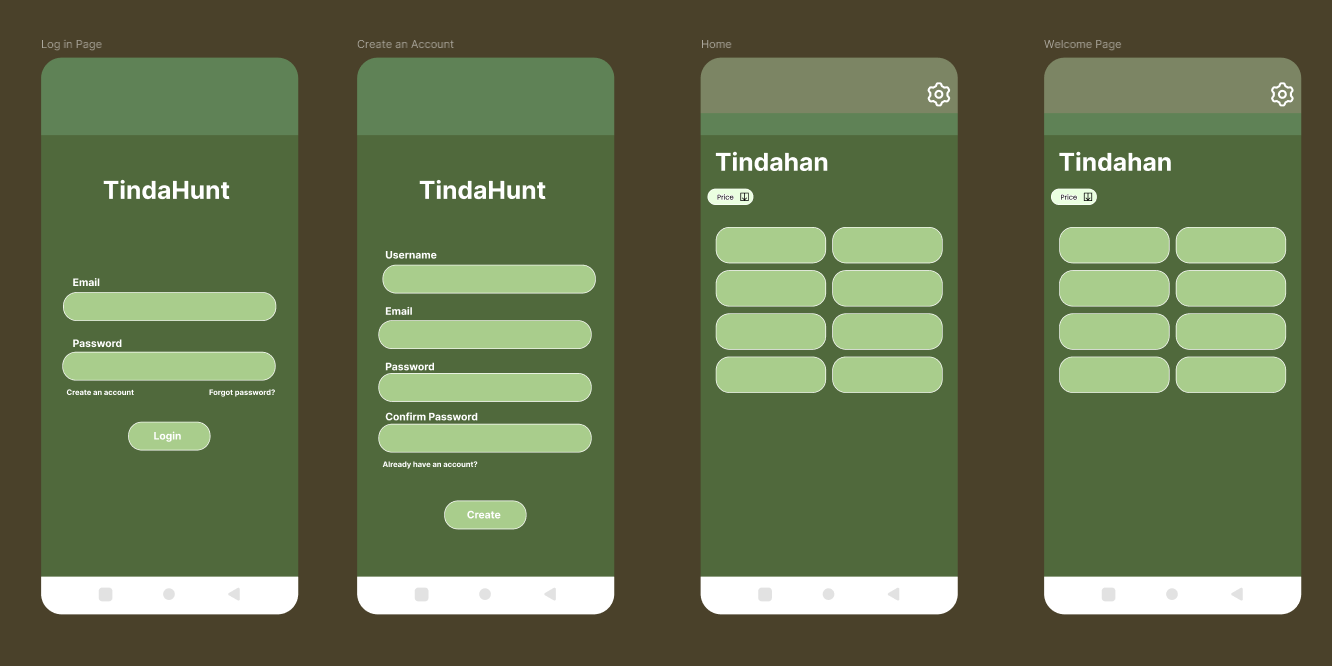 Log in Page
TindaHunt
Email
Password
Create an account
Forgot password?
Login
Create an Account
TindaHunt
Username
Email
Password
Confirm Password
Already have an account?
Create
Home
Tindahan
Price
Welcome Page
Tindahan
Price